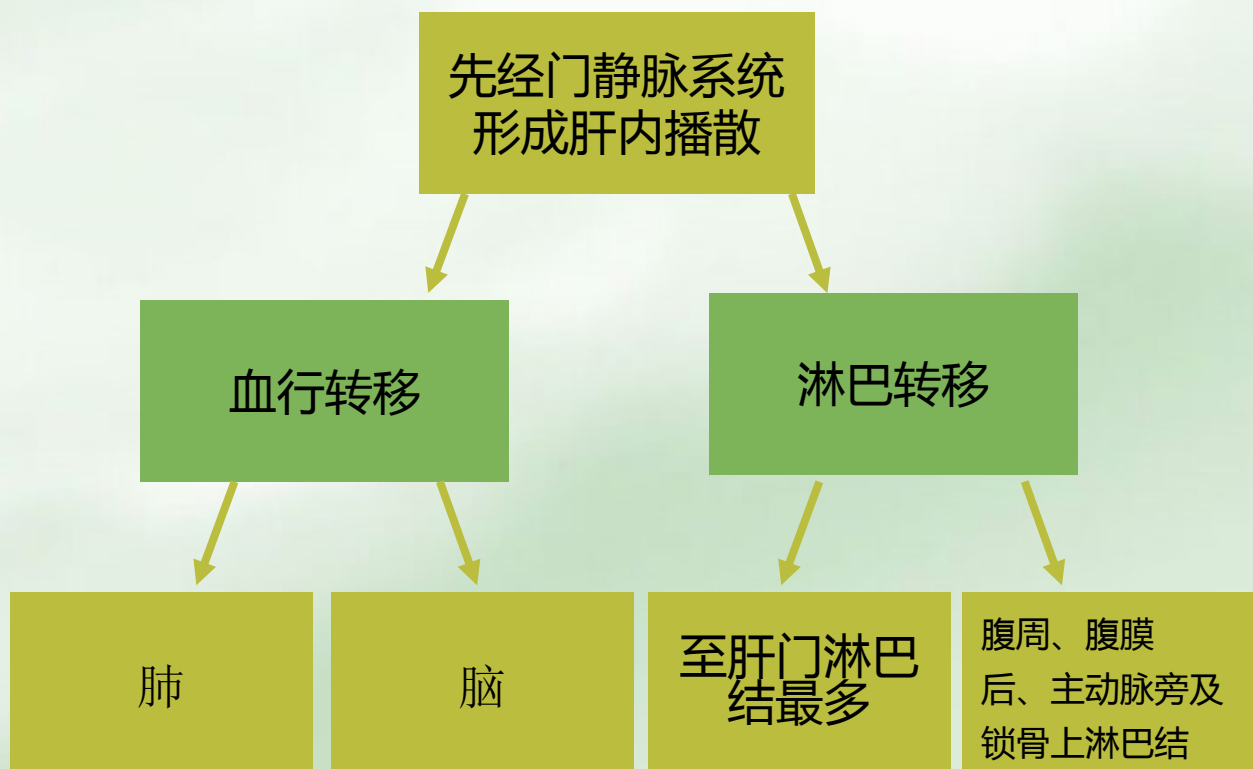 先经门静脉系统
形成肝内播散
血行转移
淋巴转移
肺
脑
至肝门淋巴
结最多
腹周、腹膜
后、主动脉旁及
锁骨上淋巴结